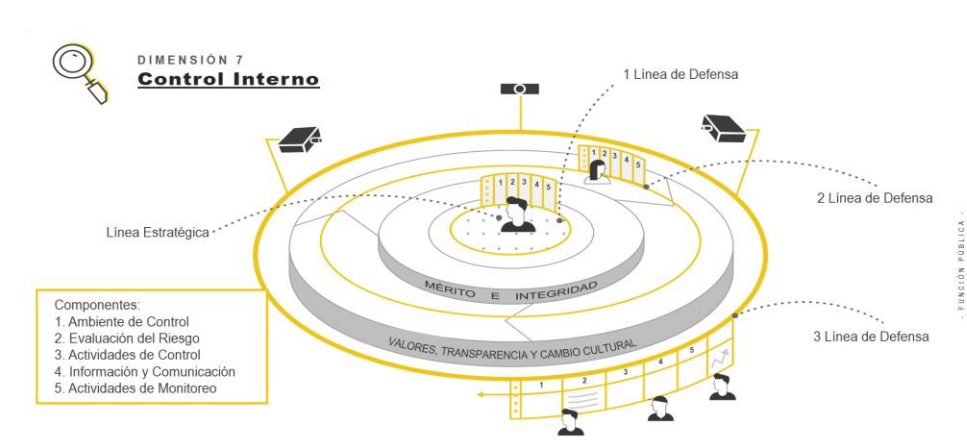 DIMENSIÓN 7
Control Interno
1 Línea de Defensa
1 2 3 4 5
1 2 3 4 5
2 Línea de Defensa
Línea Estratégica
MÉRITO E INTEGRIDAD
VALORES, TRANSPARENCIA Y CAMBIO CULTURAL
3 Línea de Defensa
1 2 3 4 5
Componentes:
1. Ambiente de Control
2. Evaluación del Riesgo
3. Actividades de Control
4. Información y Comunicación
5. Actividades de Monitoreo
- FUNCIÓN PÚBLICA -